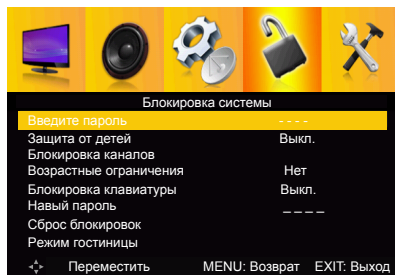 Блокировка системы
Введите пароль - - - -
Защита от детей Выкл.
Блокировка каналов
Возрастные ограничения Нет
Блокировка клавиатуры Выкл.
Навый пароль _ _ _ _
Сброс блокировок
Режим гостиницы
Переместить MENU: Возврат EXIT: Выход